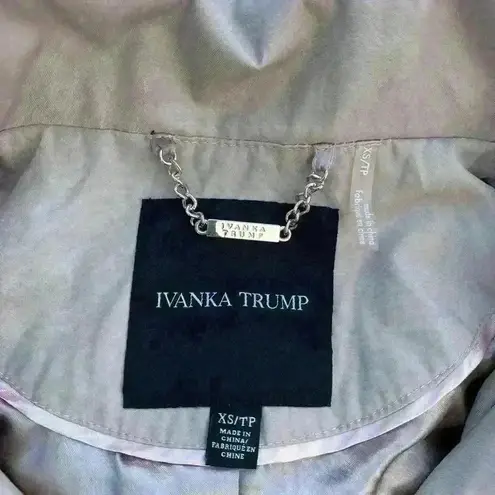 IVANKA
TRUMP
XS/TP
made in china
fabriqué en chine
IVANKA TRUMP
XS/TP
MADE IN
CHINA/
FABRIQUE EN
CHINE